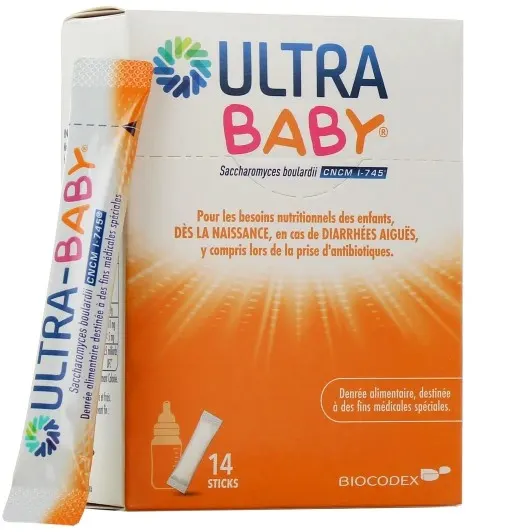 ULTRA
BABY®
Saccharomyces boulardii CNCM I-745
Pour les besoins nutritionnels des enfants,
DÈS LA NAISSANCE, en cas de DIARRHÉES AIGUËS,
y compris lors de la prise d'antibiotiques.
Denrée alimentaire, destinée
à des fins médicales spéciales.
14
STICKS
BIOCODEX
ULTRA-BABY®
Saccharomyces boulardii CNCM I-745®
Denrée alimentaire destinée à des fins médicales spéciales